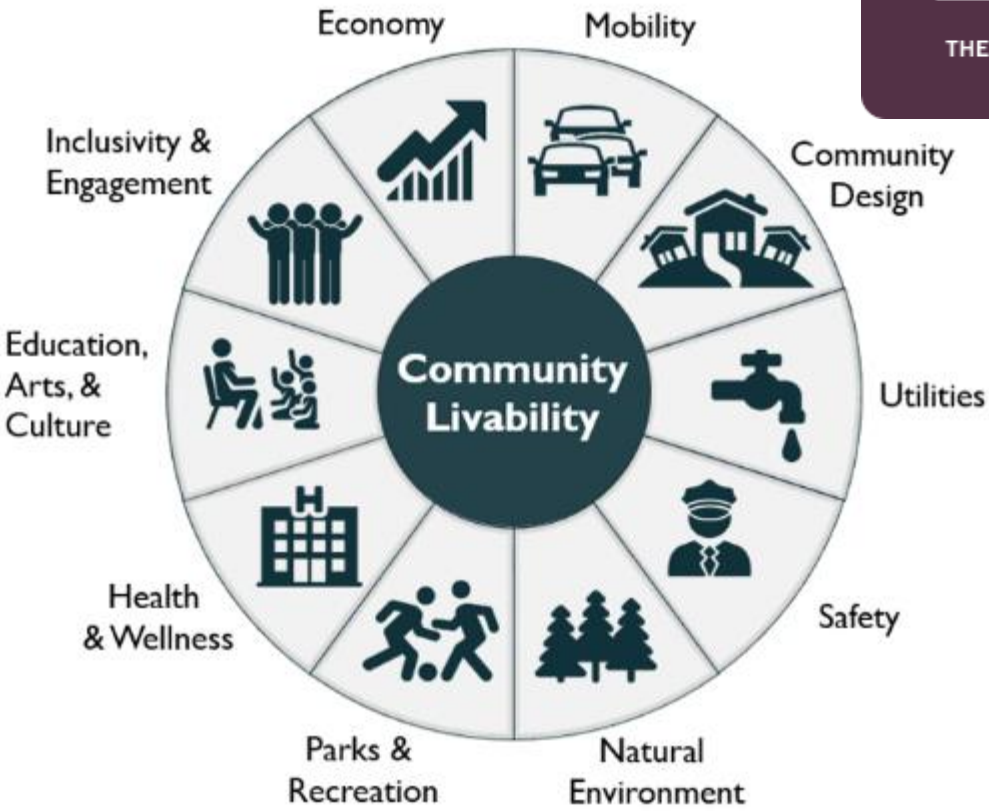 Economy
Mobility
THE
Inclusivity &
Engagement
Community
Design
Education,
Arts, &
Culture
Community
Livability
Utilities
H
Health
& Wellness
Safety
Parks &
Recreation
Natural
Environment